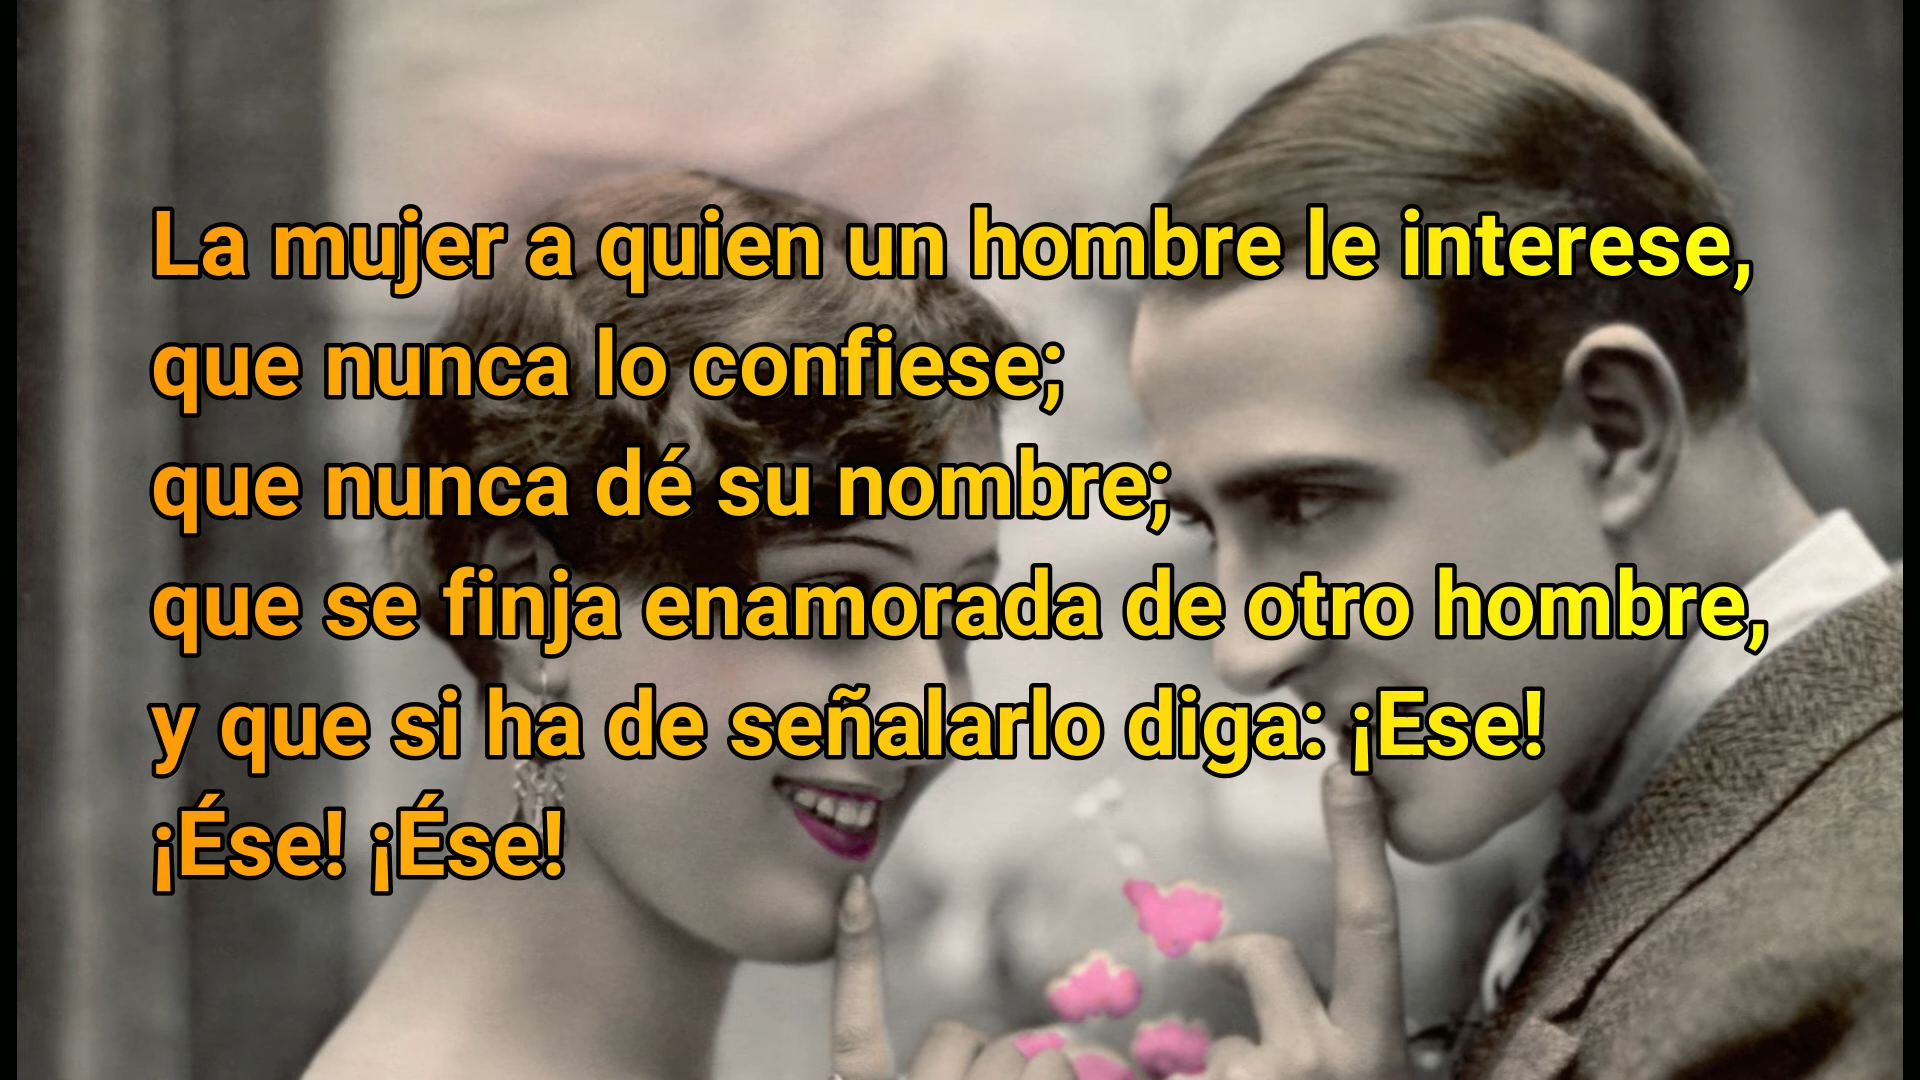 La mujer a quien un hombre le interese,
que nunca lo confiese;
que nunca dé su nombre;
que se finja enamorada de otro hombre,
y que si ha de señalarlo diga: ¡Ese!
¡Ése! ¡Ése!